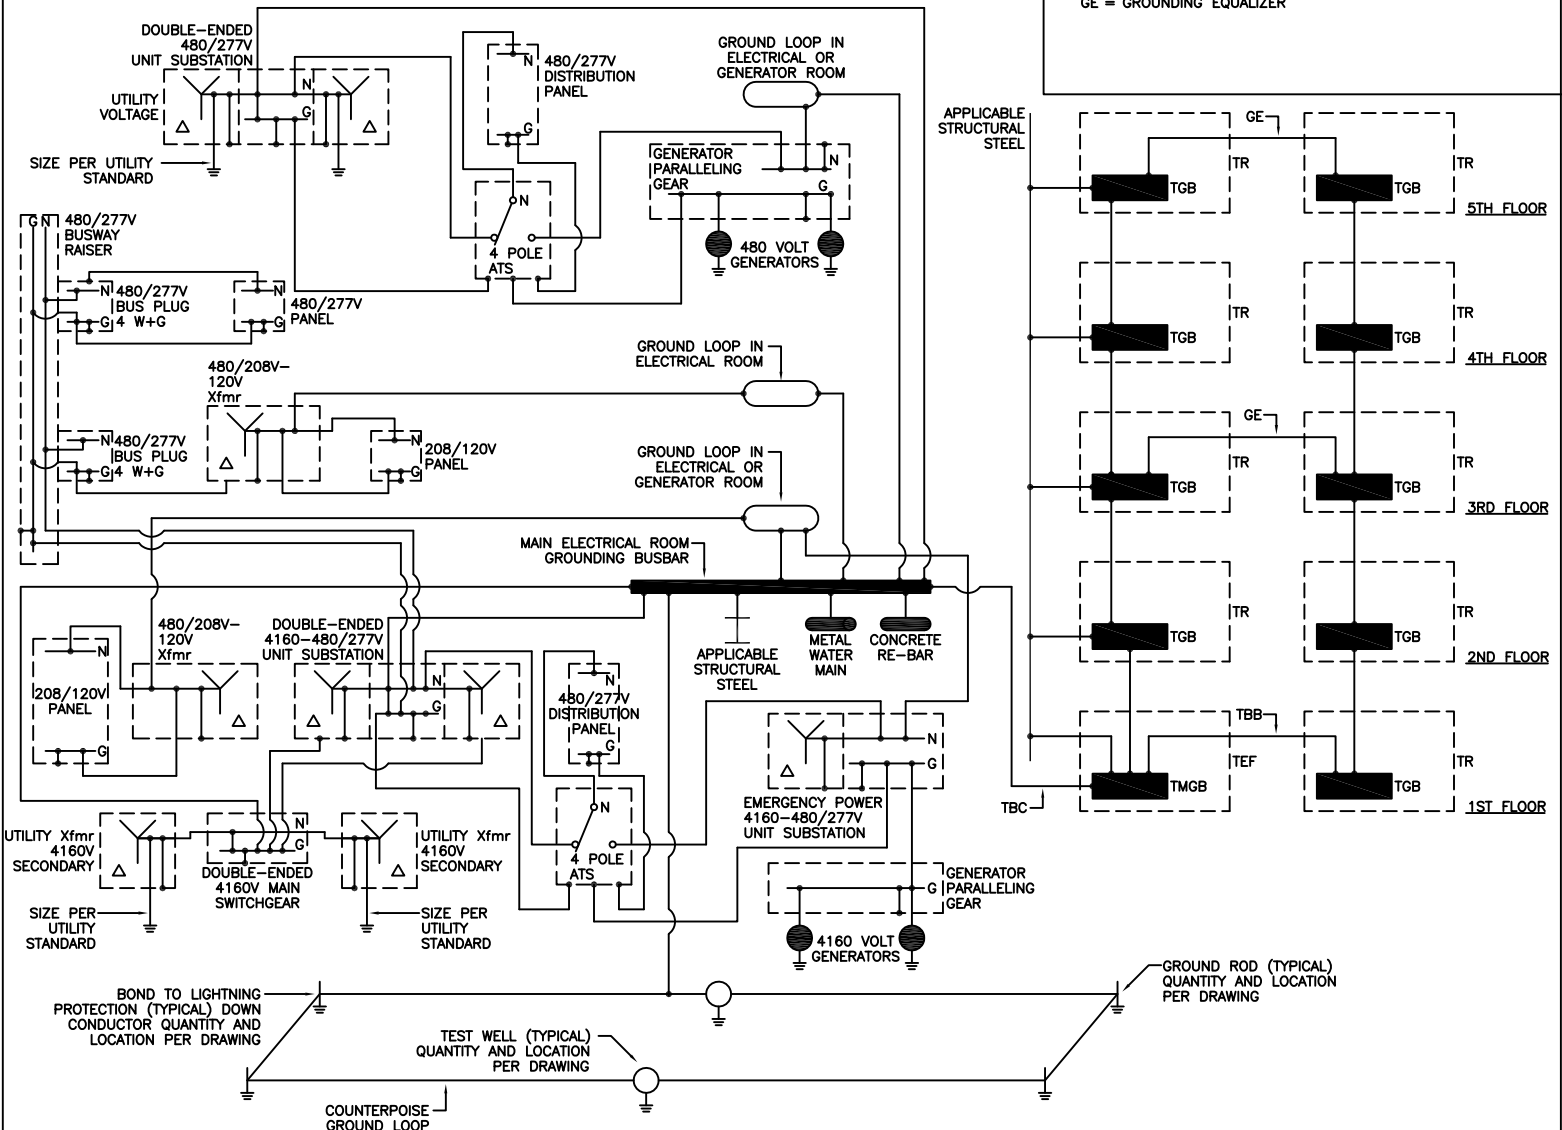 GE = GROUNDING EQUALIZER
DOUBLE-ENDED
480/277V
UNIT SUBSTATION
UTILITY
VOLTAGE
N
G
SIZE PER UTILITY
STANDARD
N
480/277V
DISTRIBUTION
PANEL
G
GROUND LOOP IN
ELECTRICAL OR
GENERATOR ROOM
GENERATOR
PARALLELING
GEAR
N
G
480 VOLT
GENERATORS
N
4 POLE
ATS
G N
480/277V
BUSWAY
RAISER
N
480/277V
BUS PLUG
4 W+G
G
N
480/277V
PANEL
G
480/208V-
120V
Xfmr
GROUND LOOP IN
ELECTRICAL ROOM
N
480/277V
BUS PLUG
4 W+G
G
N
208/120V
PANEL
G
GROUND LOOP IN
ELECTRICAL OR
GENERATOR ROOM
MAIN ELECTRICAL ROOM
GROUNDING BUSBAR
APPLICABLE
STRUCTURAL
STEEL
METAL
WATER
MAIN
CONCRETE
RE-BAR
480/208V-
120V
Xfmr
N
208/120V
PANEL
G
DOUBLE-ENDED
4160-480/277V
UNIT SUBSTATION
N
G
N
480/277V
DISTRIBUTION
PANEL
G
N
4 POLE
ATS
N
G
EMERGENCY POWER
4160-480/277V
UNIT SUBSTATION
G
GENERATOR
PARALLELING
GEAR
4160 VOLT
GENERATORS
UTILITY Xfmr
4160V
SECONDARY
N
G
DOUBLE-ENDED
4160V MAIN
SWITCHGEAR
UTILITY Xfmr
4160V
SECONDARY
SIZE PER
UTILITY
STANDARD
SIZE PER
UTILITY
STANDARD
BOND TO LIGHTNING
PROTECTION (TYPICAL) DOWN
CONDUCTOR QUANTITY AND
LOCATION PER DRAWING
TEST WELL (TYPICAL)
QUANTITY AND LOCATION
PER DRAWING
GROUND ROD (TYPICAL)
QUANTITY AND LOCATION
PER DRAWING
COUNTERPOISE
GROUND LOOP
APPLICABLE
STRUCTURAL
STEEL
GE
TR
TR
TGB
TGB
5TH FLOOR
TR
TR
TGB
TGB
4TH FLOOR
GE
TR
TR
TGB
TGB
3RD FLOOR
TR
TR
TGB
TGB
2ND FLOOR
TBB
TEF
TR
TMGB
TGB
TBC
1ST FLOOR